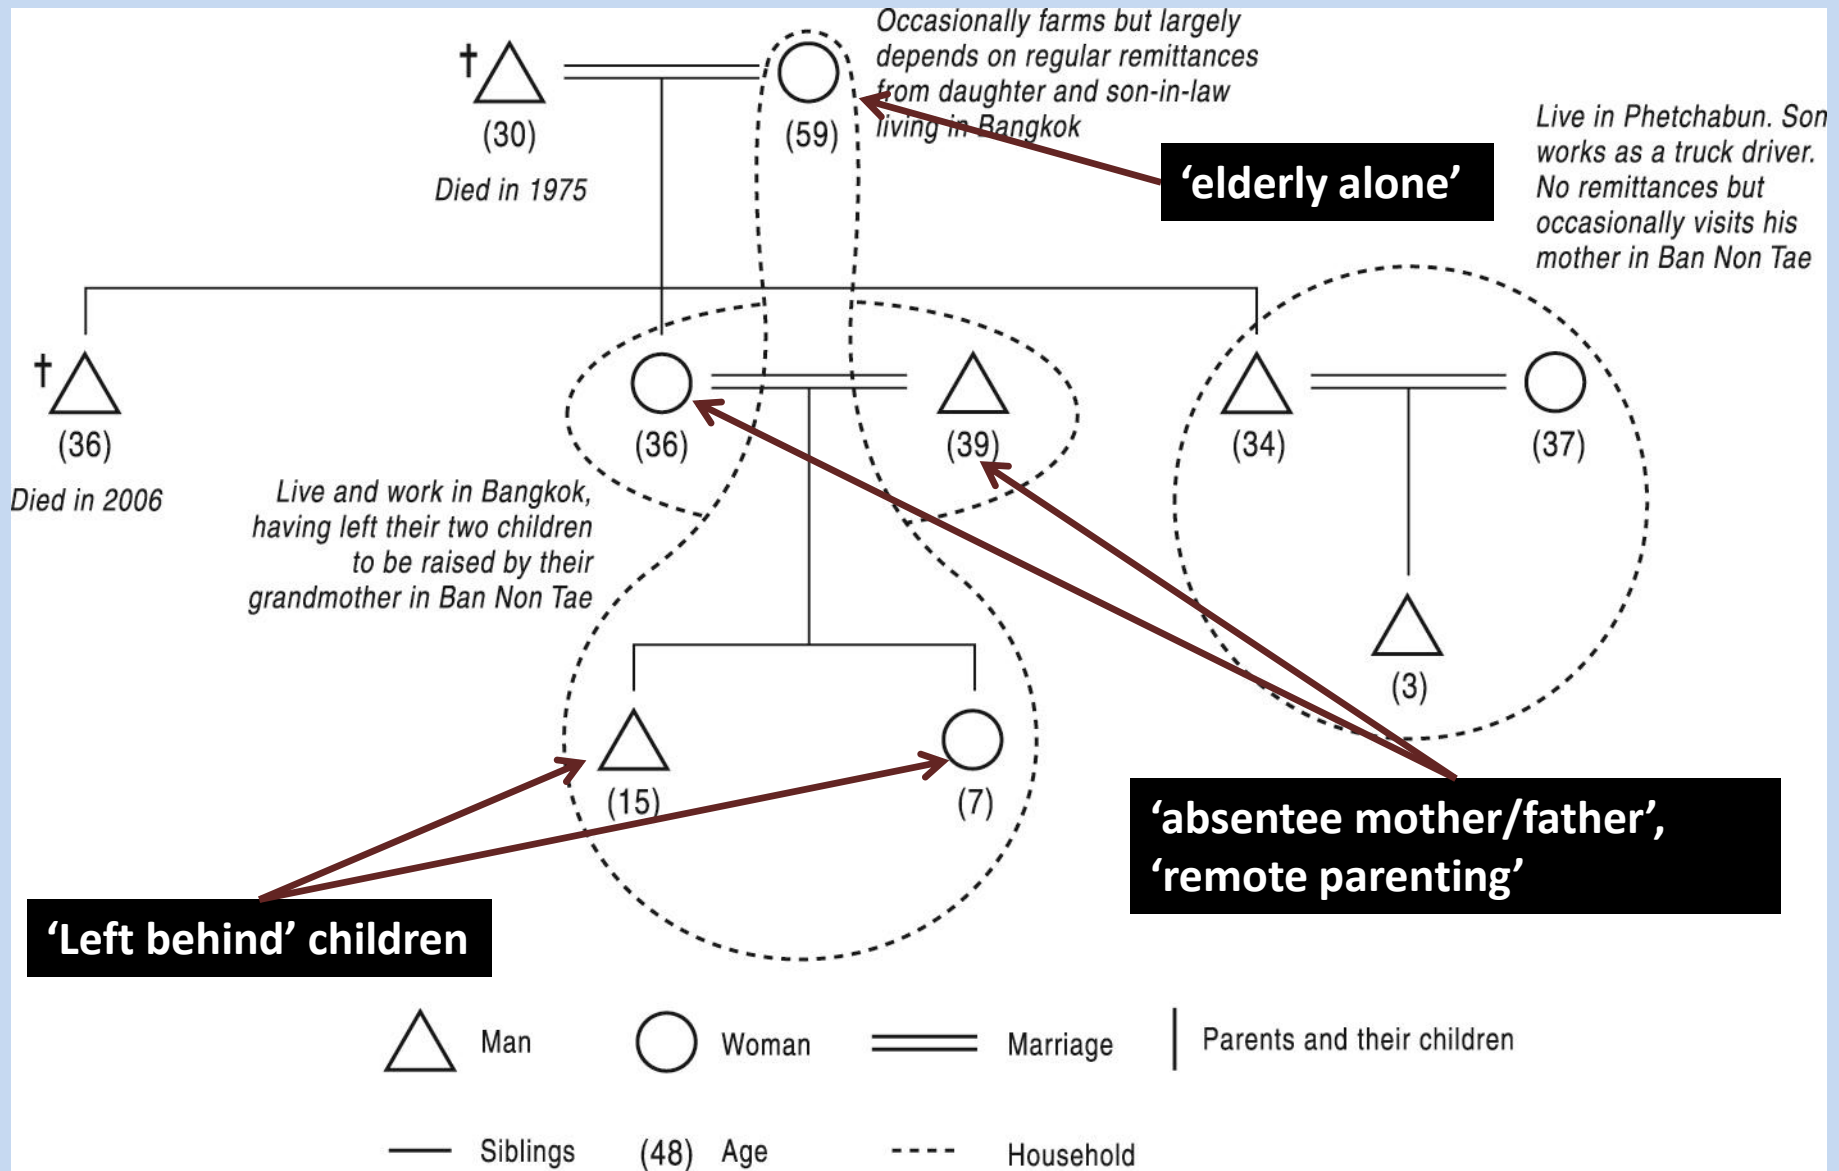 Occasionally farms but largely
depends on regular remittances
from daughter and son-in-law
living in Bangkok
†
(30)
Died in 1975
(59)
‘elderly alone’
Live in Phetchabun. Son
works as a truck driver.
No remittances but
occasionally visits his
mother in Ban Non Tae
†
(36)
Died in 2006
(36)
(39)
(34)
(37)
Live and work in Bangkok,
having left their two children
to be raised by their
grandmother in Ban Non Tae
(3)
(15)
(7)
‘absentee mother/father’,
‘remote parenting’
‘Left behind’ children
Man
Woman
Marriage
Parents and their children
Siblings
(48) Age
Household